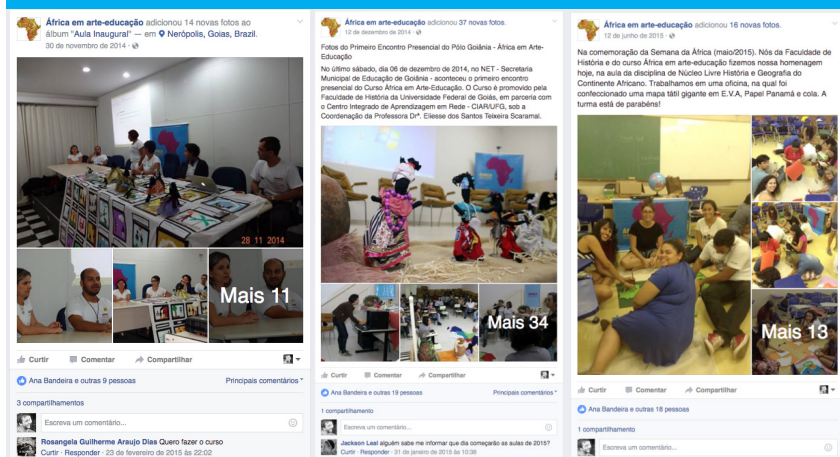 África em arte-educação adicionou 14 novas fotos ao
álbum "Aula Inaugural" — em Nerópolis, Goias, Brazil.
30 de novembro de 2014 ·
28 11 2014
Mais 11
Curtir Comentar Compartilhar
Ana Bandeira e outras 9 pessoas Principais comentários
3 compartilhamentos
Escreva um comentário...
Rosangela Guilherme Araujo Dias Quero fazer o curso
Curtir · Responder · 23 de fevereiro de 2015 às 22:02
África em arte-educação adicionou 37 novas fotos.
12 de dezembro de 2014 ·
Fotos do Primeiro Encontro Presencial do Pólo Goiânia - África em Arte-
Educação
No último sábado, dia 06 de dezembro de 2014, no NET - Secretaria
Municipal de Educação de Goiânia - aconteceu o primeiro encontro
presencial do Curso África em Arte-Educação. O Curso é promovido pela
Faculdade de História da Universidade Federal de Goiás, em parceria com
o Centro Integrado de Aprendizagem em Rede - CIAR/UFG, sob a
Coordenação da Professora Drª. Eliesse dos Santos Teixeira Scaramal.
Mais 34
Curtir Comentar Compartilhar
Ana Bandeira e outras 19 pessoas Principais comentários
1 compartilhamento
Escreva um comentário...
Jackson Leal alguém sabe me informar que dia começarão as aulas de 2015?
Curtir · Responder · 31 de janeiro de 2015 às 10:38
África em arte-educação adicionou 16 novas fotos.
12 de junho de 2015 ·
Na comemoração da Semana da África (maio/2015). Nós da Faculdade de
História e do curso África em arte-educação fizemos nossa homenagem
hoje, na aula da disciplina de Núcleo Livre História e Geografia do
Continente Africano. Trabalhamos em uma oficina, na qual foi
confeccionado uma mapa tátil gigante em E.V.A, Papel Panamá e cola. A
turma está de parabéns!
Mais 13
Curtir Comentar Compartilhar
Ana Bandeira e outras 18 pessoas
1 compartilhamento
Escreva um comentário...